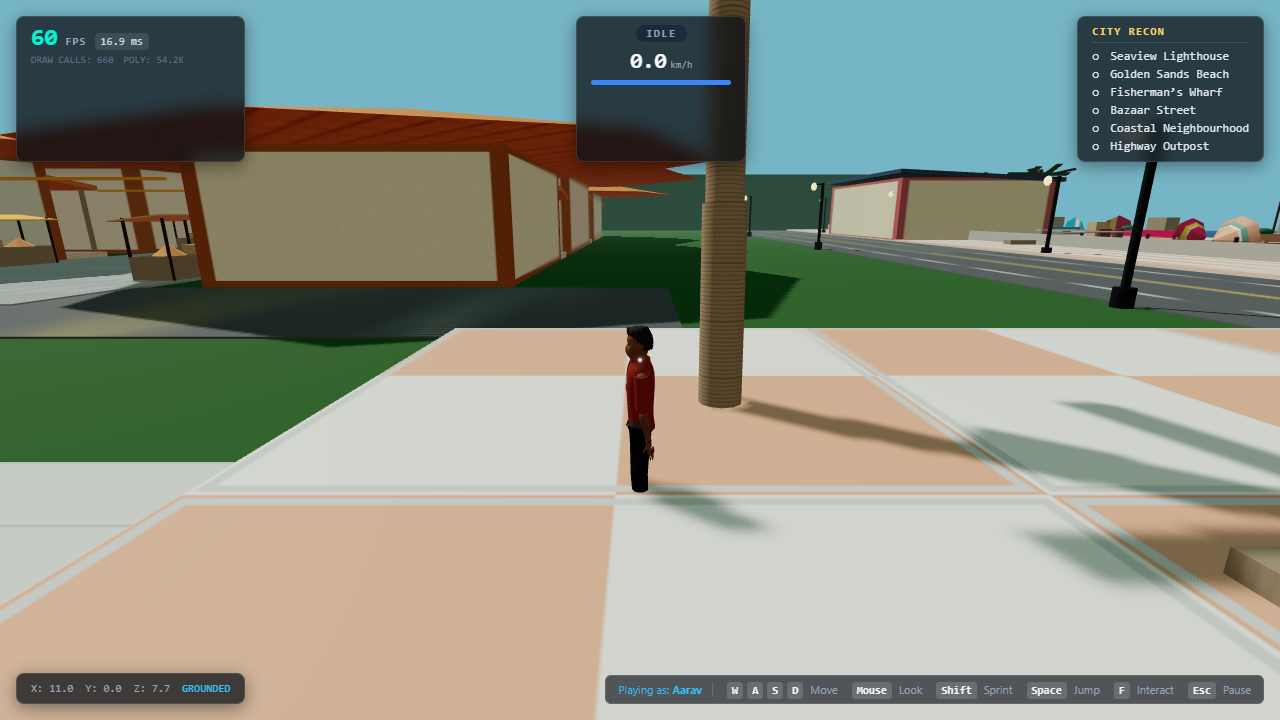 60 FPS 16.9 ms
DRAW CALLS: 660 POLY: 54.2K
IDLE
0.0 km/h
CITY RECON
Seaview Lighthouse
Golden Sands Beach
Fisherman's Wharf
Bazaar Street
Coastal Neighbourhood
Highway Outpost
X: 11.0 Y: 0.0 Z: 7.7 GROUNDED
Playing as: Aarav W A S D Move Mouse Look Shift Sprint Space Jump F Interact Esc Pause